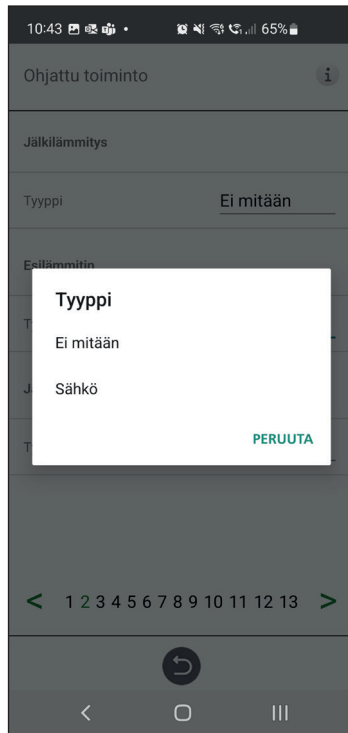 10:43 65%
Ohjattu toiminto i
Jälkilämmitys
Tyyppi Ei mitään
Esilämmitin
Tyyppi
Ei mitään
Sähkö
PERUUTA
< 1 2 3 4 5 6 7 8 9 10 11 12 13 >